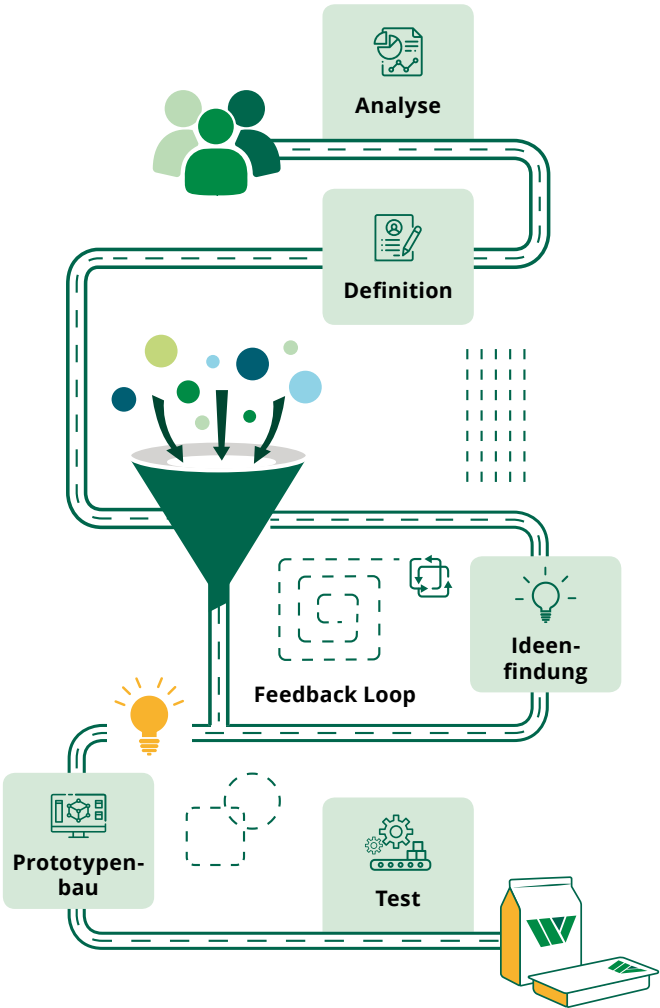 Analyse
Definition
Ideen-
findung
Feedback Loop
Prototypen-
bau
Test